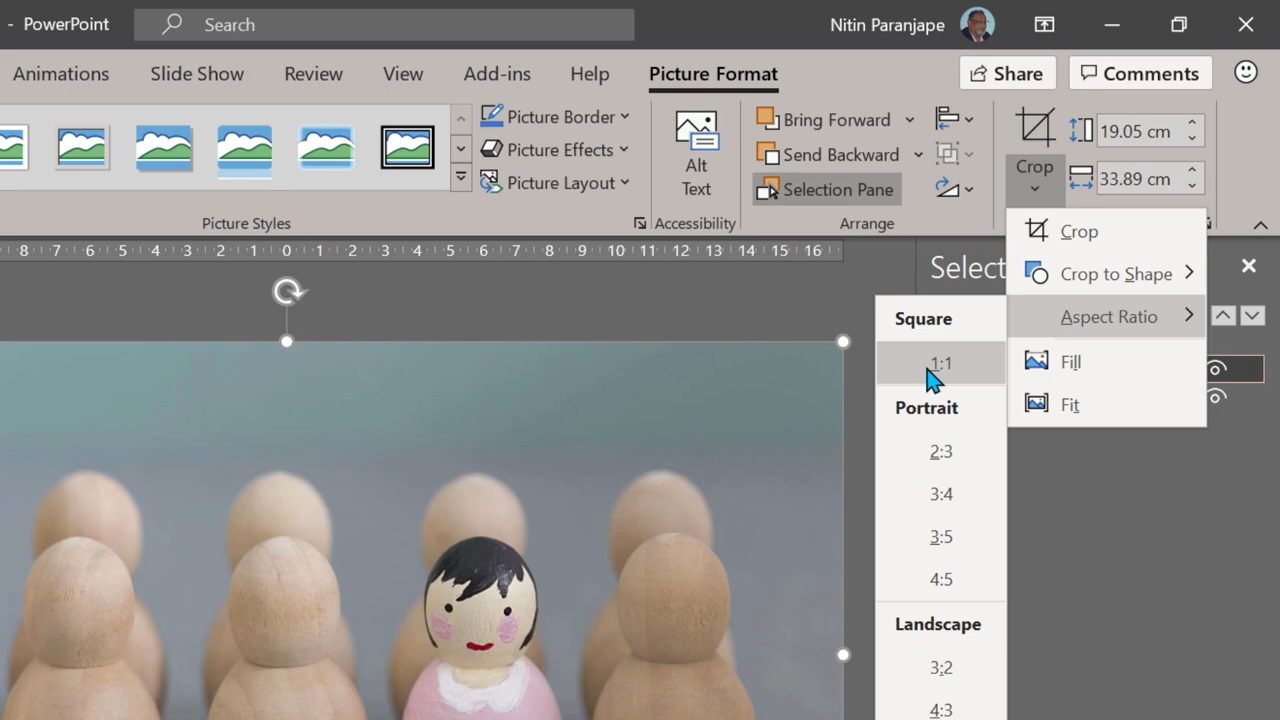 - PowerPoint
Search
Nitin Paranjape
Animations
Slide Show
Review
View
Add-ins
Help
Picture Format
Share
Comments
Picture Border
Picture Effects
Picture Layout
Picture Styles
Alt
Text
Accessibility
Bring Forward
Send Backward
Selection Pane
Arrange
Crop
19.05 cm
33.89 cm
8 7 6 5 4 3 2 1 0 1 2 3 4 5 6 7 8 9 10 11 12 13 14 15 16
Select
Crop
Crop to Shape
Aspect Ratio
Fill
Fit
Square
1:1
Portrait
2:3
3:4
3:5
4:5
Landscape
3:2
4:3